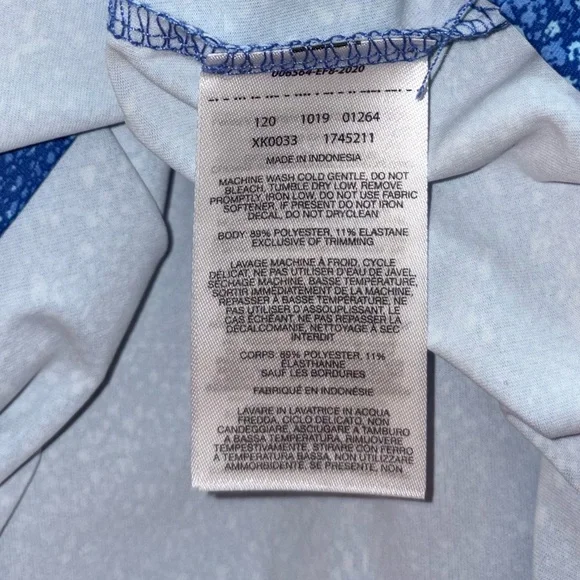 006564-EF8-2020
120 1019 01264
XK0033 1745211
MADE IN INDONESIA
MACHINE WASH COLD GENTLE, DO NOT
BLEACH, TUMBLE DRY LOW, REMOVE
PROMPTLY, IRON LOW, DO NOT USE FABRIC
SOFTENER, IF PRESENT DO NOT IRON
DECAL, DO NOT DRYCLEAN
BODY: 89% POLYESTER, 11% ELASTANE
EXCLUSIVE OF TRIMMING
LAVAGE MACHINE À FROID, CYCLE
DÉLICAT, NE PAS UTILISER D'EAU DE JAVEL,
SÉCHAGE MACHINE, BASSE TEMPÉRATURE,
SORTIR IMMÉDIATEMENT DE LA MACHINE,
REPASSER À BASSE TEMPÉRATURE, NE
PAS UTILISER D'ASSOUPLISSANT, LE
CAS ÉCHÉANT, NE PAS REPASSER LA
DÉCALCOMANIE, NETTOYAGE À SEC
INTERDIT
CORPS: 89% POLYESTER, 11%
ÉLASTHANNE
SAUF LES BORDURES
FABRIQUÉ EN INDONÉSIE
LAVARE IN LAVATRICE IN ACQUA
FREDDA, CICLO DELICATO, NON
CANDEGGIARE, ASCIUGARE A TAMBURO
A BASSA TEMPERATURA, RIMUOVERE
TEMPESTIVAMENTE, STIRARE CON FERRO
A TEMPERATURA BASSA, NON UTILIZZARE
AMMORBIDENTE, SE PRESENTE, NON